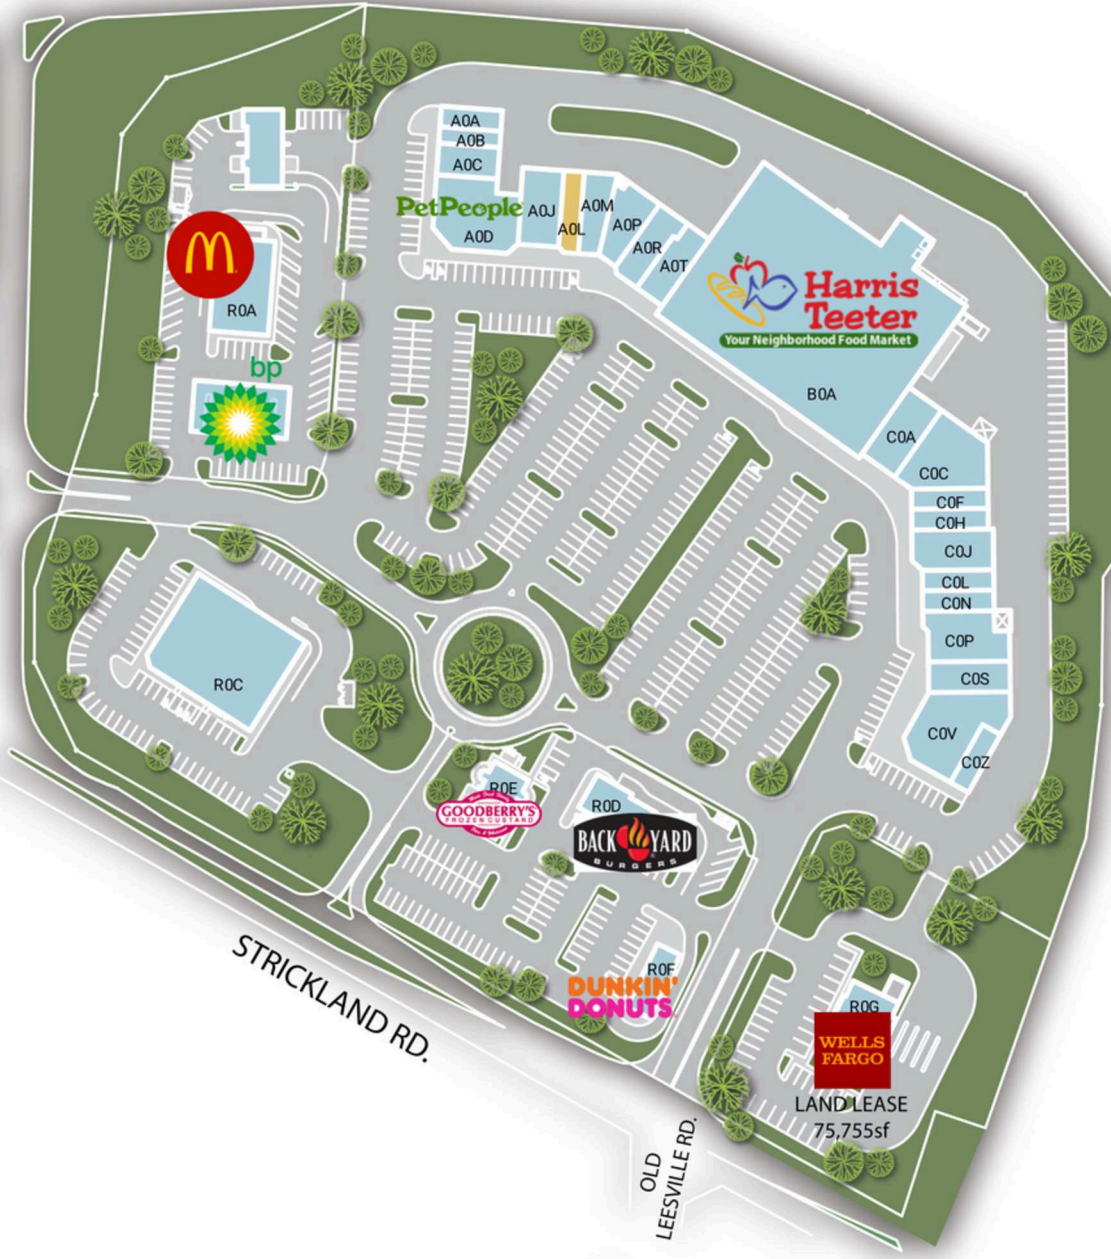 A0A
A0B
A0C
PetPeople
A0D
A0J
A0L
A0M
A0P
A0R
A0T
Harris
Teeter
Your Neighborhood Food Market
B0A
M
R0A
bp
C0A
C0C
C0F
C0H
C0J
C0L
C0N
C0P
C0S
C0V
C0Z
R0C
R0E
GOODBERRY'S
FROZEN CUSTARD
R0D
BACK YARD
BURGERS
R0F
DUNKIN'
DONUTS
R0G
WELLS
FARGO
LAND LEASE
75,755sf
STRICKLAND RD.
OLD
LEESVILLE RD.